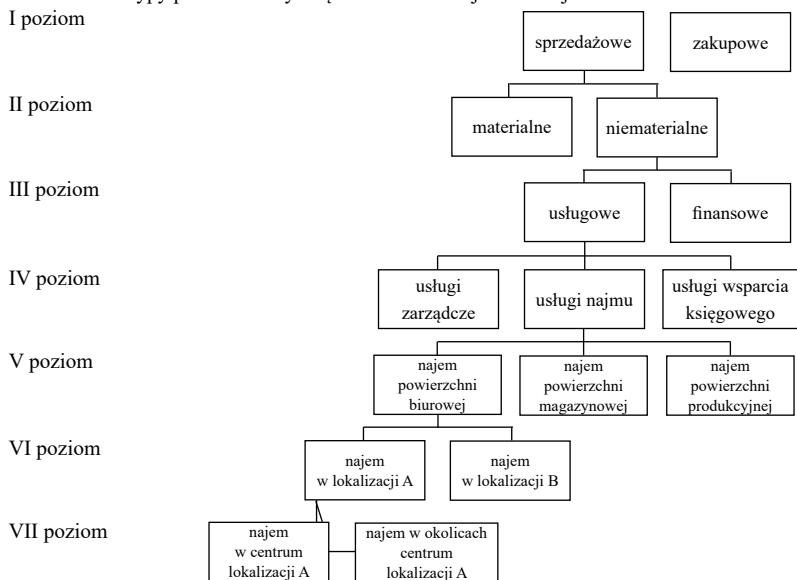 I poziom
sprzedażowe
zakupowe
II poziom
materialne
niematerialne
III poziom
usługowe
finansowe
IV poziom
usługi
zarządcze
usługi najmu
usługi wsparcia
księgowego
V poziom
najem
powierzchni
biurowej
najem
powierzchni
magazynowej
najem
powierzchni
produkcyjnej
VI poziom
najem
w lokalizacji A
najem
w lokalizacji B
VII poziom
najem
w centrum
lokalizacji A
najem w okolicach
centrum
lokalizacji A